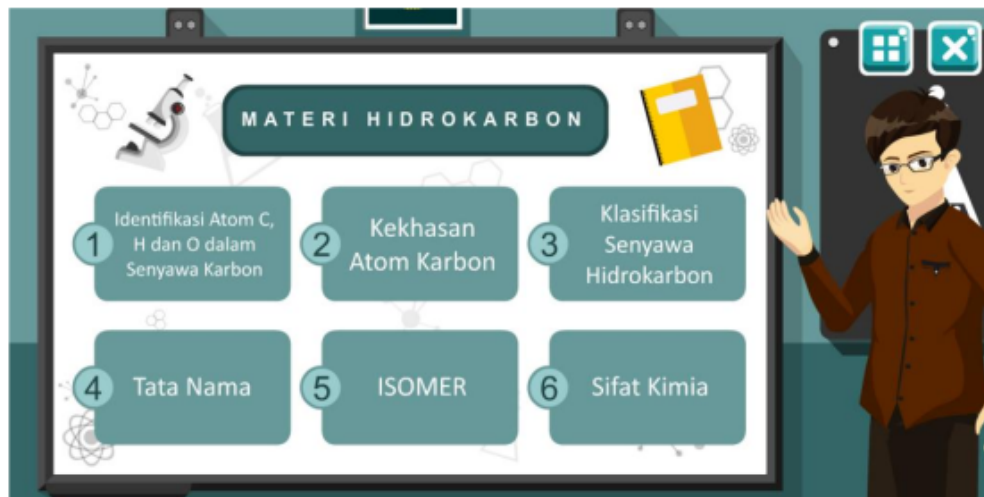 MATERI HIDROKARBON
1
Identifikasi Atom C,
H dan O dalam
Senyawa Karbon
2
Kekhasan
Atom Karbon
3
Klasifikasi
Senyawa
Hidrokarbon
4
Tata Nama
5
ISOMER
6
Sifat Kimia